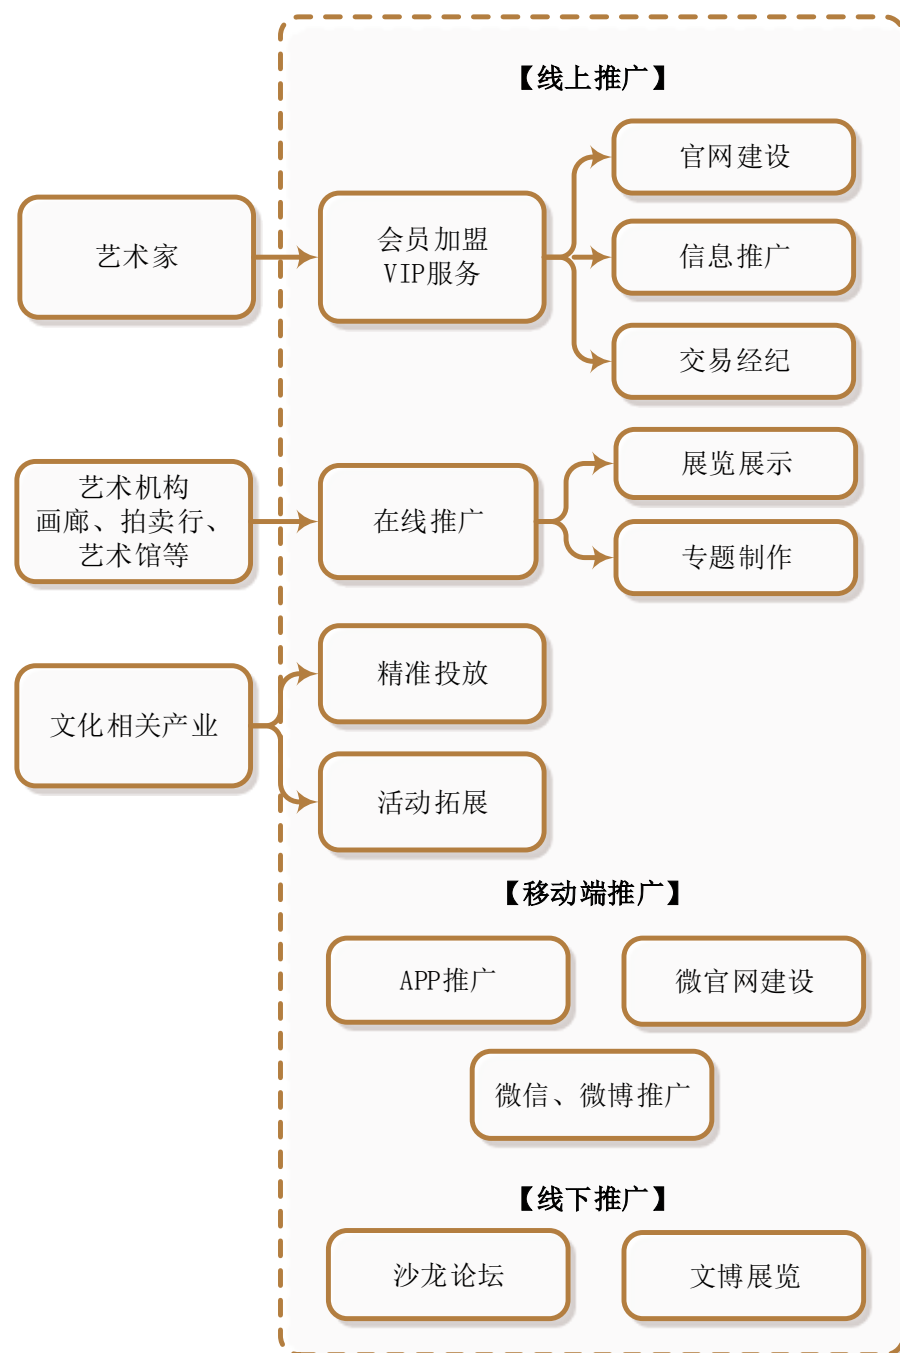 【线上推广】
官网建设
艺术家
会员加盟
VIP服务
信息推广
交易经纪
艺术机构
画廊、拍卖行、
艺术馆等
在线推广
展览展示
专题制作
文化相关产业
精准投放
活动拓展
【移动端推广】
APP推广
微官网建设
微信、微博推广
【线下推广】
沙龙论坛
文博展览